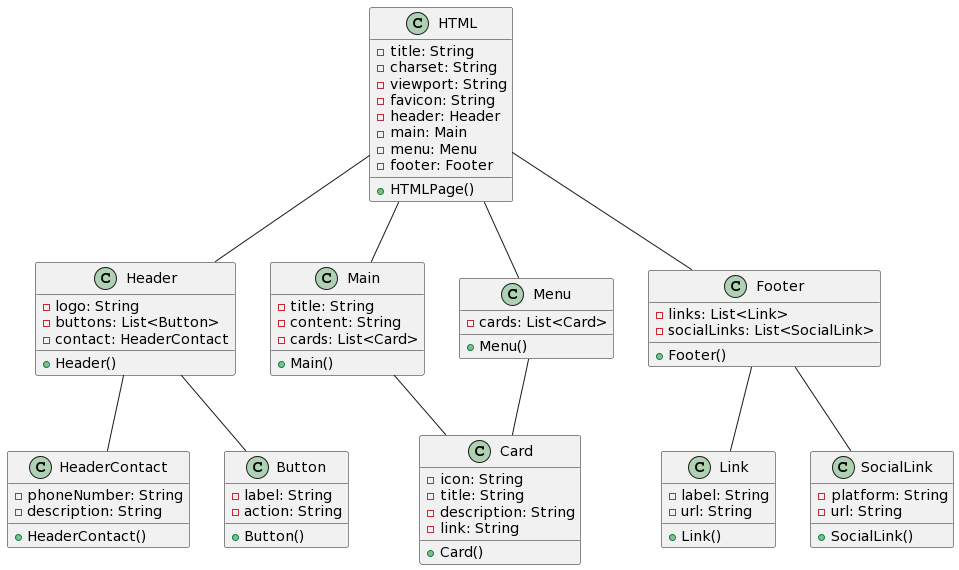 C HTML
title: String
charset: String
viewport: String
favicon: String
header: Header
main: Main
menu: Menu
footer: Footer
HTMLPage()
C Header
logo: String
buttons: List<Button>
contact: HeaderContact
Header()
C Main
title: String
content: String
cards: List<Card>
Main()
C Menu
cards: List<Card>
Menu()
C Footer
links: List<Link>
socialLinks: List<SocialLink>
Footer()
C HeaderContact
phoneNumber: String
description: String
HeaderContact()
C Button
label: String
action: String
Button()
C Card
icon: String
title: String
description: String
link: String
Card()
C Link
label: String
url: String
Link()
C SocialLink
platform: String
url: String
SocialLink()